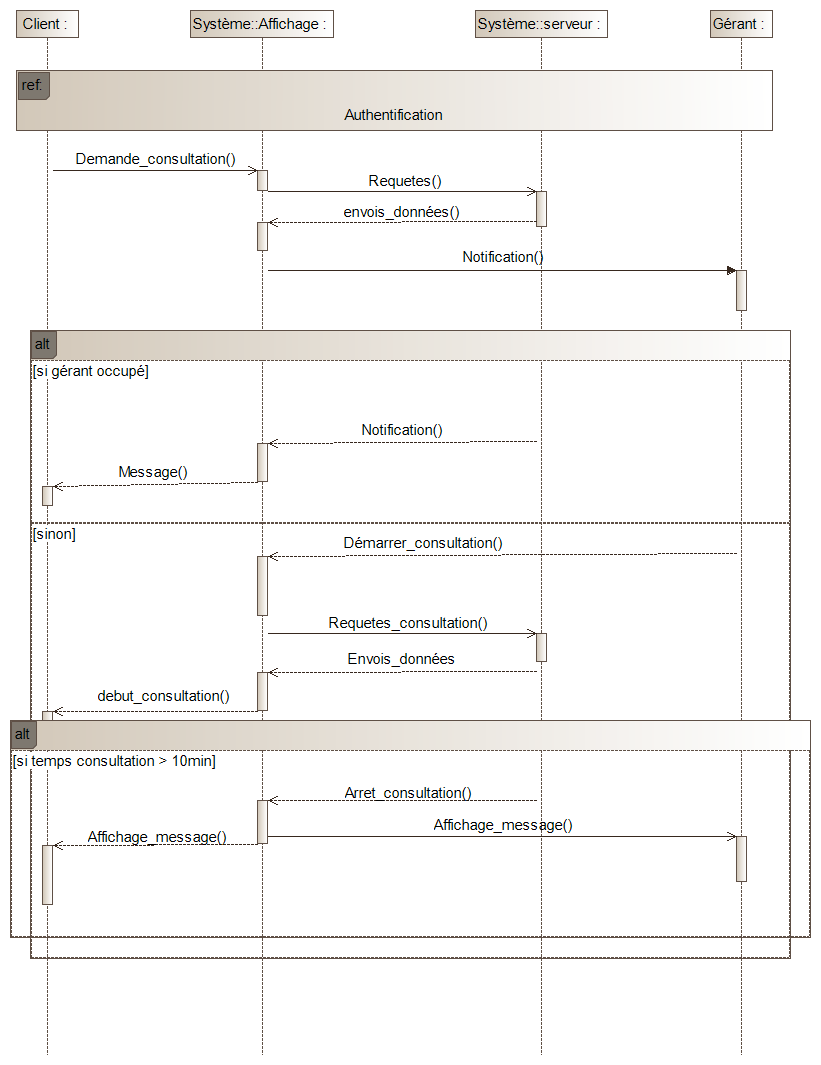 Client :
Système::Affichage :
Système::serveur :
Gérant :
ref:
Authentification
Demande_consultation()
Requetes()
envois_données()
Notification()
alt
[si gérant occupé]
Notification()
Message()
[sinon]
Démarrer_consultation()
Requetes_consultation()
Envois_données
debut_consultation()
alt
[si temps consultation > 10min]
Arret_consultation()
Affichage_message()
Affichage_message()